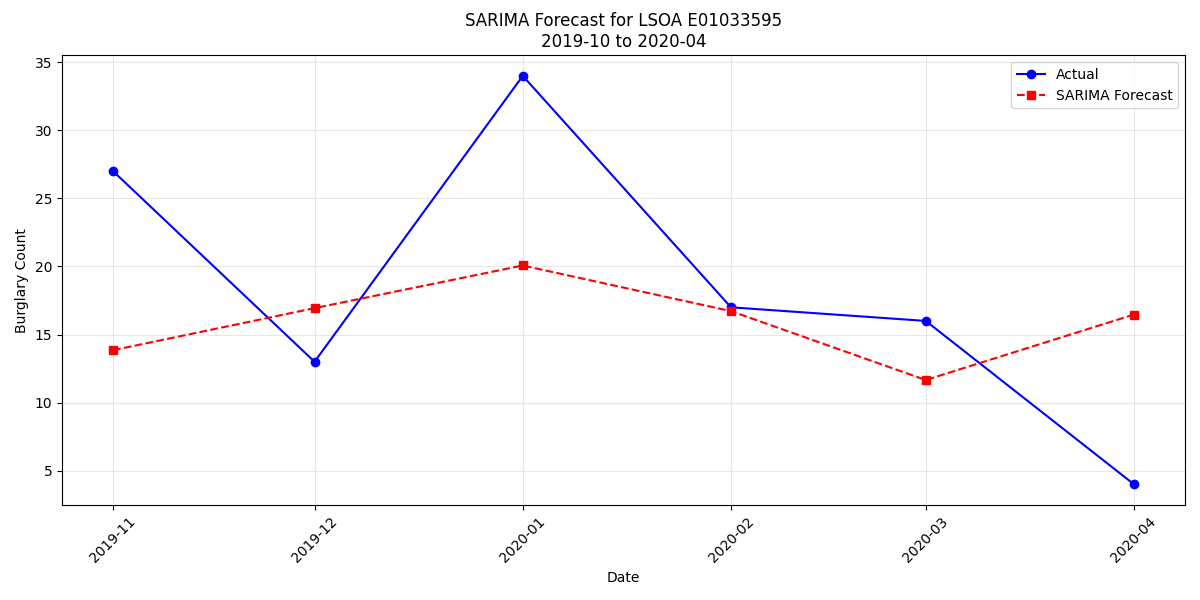 SARIMA Forecast for LSOA E01033595
2019-10 to 2020-04
Actual
SARIMA Forecast
Burglary Count
35
30
25
20
15
10
5
2019-11
2019-12
2020-01
2020-02
2020-03
2020-04
Date